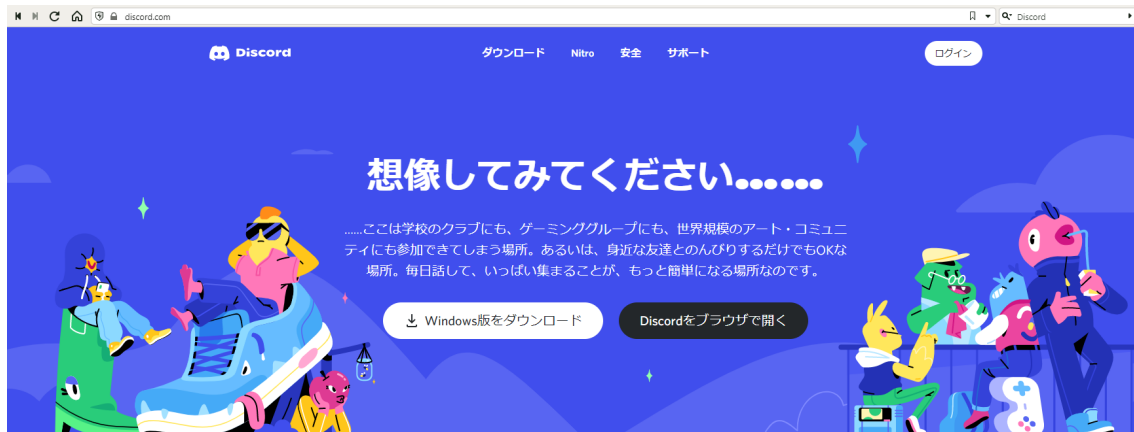 discord.com
Discord
Discord
ダウンロード
Nitro
安全
サポート
ログイン
想像してみてください……
……ここは学校のクラブにも、ゲーミンググループにも、世界規模のアート・コミュニ
ティにも参加できてしまう場所。あるいは、身近な友達とのんびりするだけでもOKな
場所。毎日話して、いっぱい集まることが、もっと簡単になる場所なのです。
Windows版をダウンロード
Discordをブラウザで開く